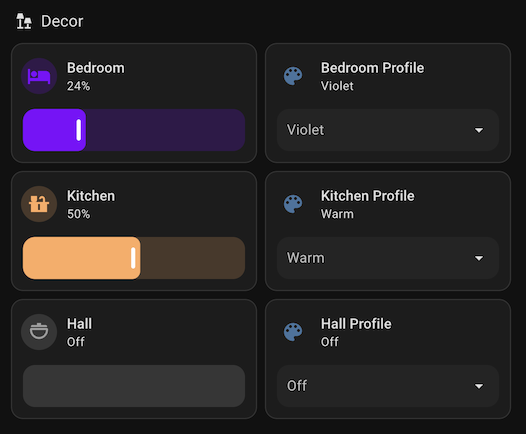 Decor
Bedroom
24%
Bedroom Profile
Violet
Violet
Kitchen
50%
Kitchen Profile
Warm
Warm
Hall
Off
Hall Profile
Off
Off